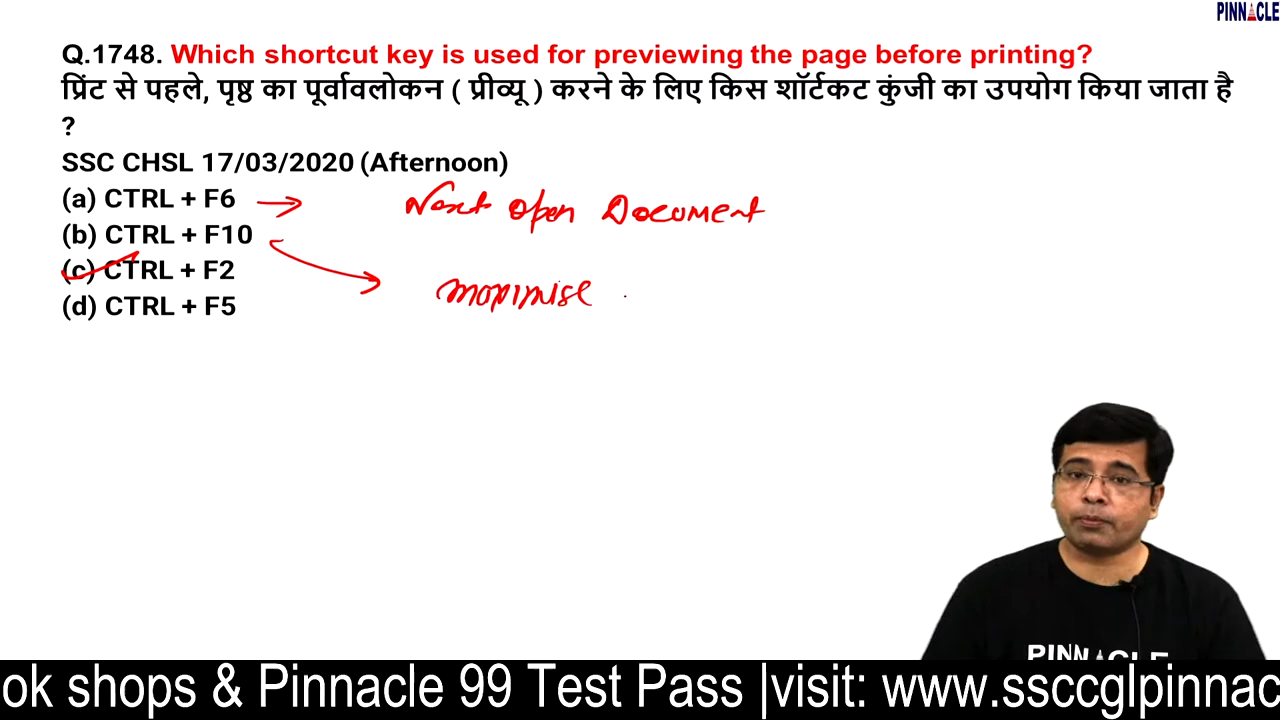 PINNACLE
Q.1748. Which shortcut key is used for previewing the page before printing?
प्रिंट से पहले, पृष्ठ का पूर्वावलोकन ( प्रीव्यू ) करने के लिए किस शॉर्टकट कुंजी का उपयोग किया जाता है
?
SSC CHSL 17/03/2020 (Afternoon)
(a) CTRL + F6 Next open Document
(b) CTRL + F10
(c) CTRL + F2
(d) CTRL + F5
PINNACLE
ok shops & Pinnacle 99 Test Pass |visit: www.ssccglpinnac